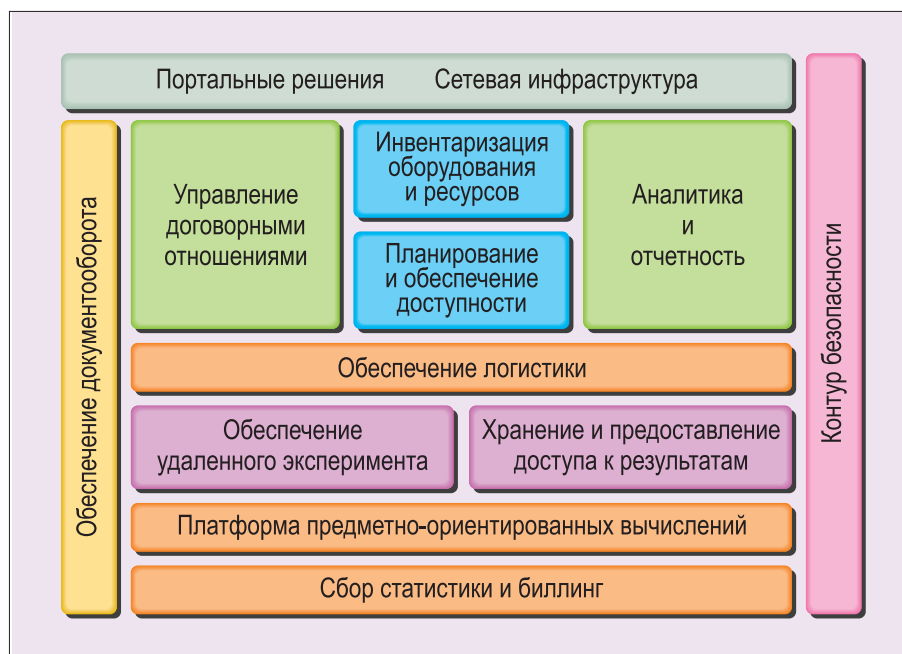 Портальные решения Сетевая инфраструктура
Обеспечение документооборота
Управление
договорными
отношениями
Инвентаризация
оборудования
и ресурсов
Планирование
и обеспечение
доступности
Аналитика
и
отчетность
Контур безопасности
Обеспечение логистики
Обеспечение
удаленного эксперимента
Хранение и предоставление
доступа к результатам
Платформа предметно-ориентированных вычислений
Сбор статистики и биллинг